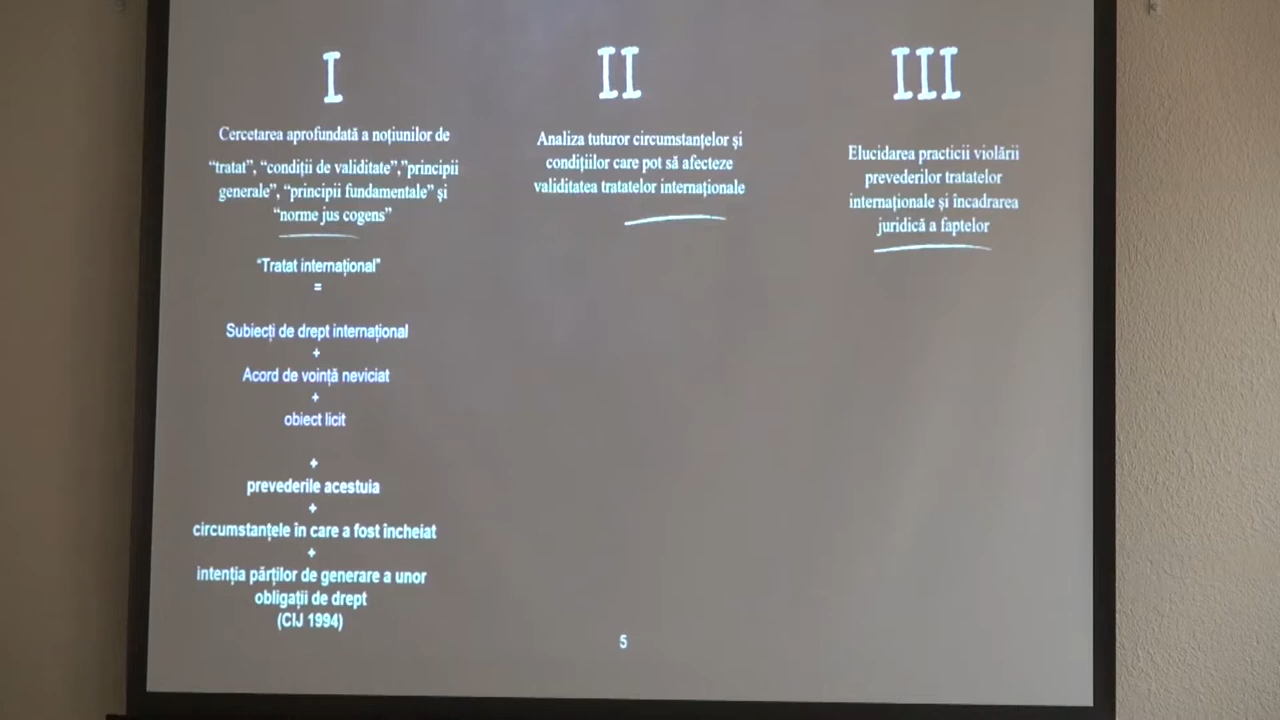 I
Cercetarea aprofundată a noțiunilor de
“tratat”, “condiții de validitate”,”principii
generale”, “principii fundamentale” și
“norme jus cogens”
“Tratat internațional”
=
Subiecți de drept internațional
+
Acord de voință neviciat
+
obiect licit
+
prevederile acestuia
+
circumstanțele în care a fost încheiat
+
intenția părților de generare a unor
obligații de drept
(CIJ 1994)
II
Analiza tuturor circumstanțelor și
condițiilor care pot să afecteze
validitatea tratatelor internaționale
III
Elucidarea practicii violării
prevederilor tratatelor
internaționale și încadrarea
juridică a faptelor
5